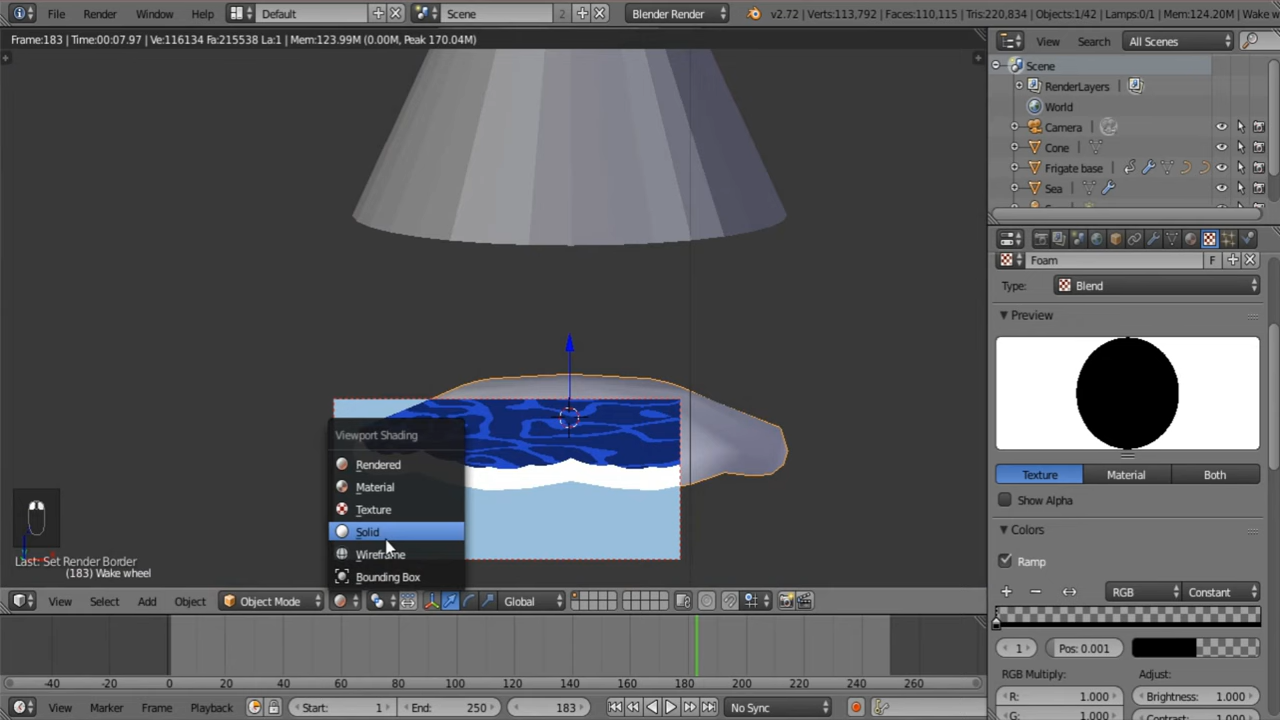 File Render Window Help Default Scene 2 Blender Render v2.72 | Verts:113,792 | Faces:110,115 | Tris:220,834 | Objects:1/42 | Lamps:0/1 | Mem:124.20M | Wake w
Frame:183 | Time:00:07.97 | Ve:116134 Fa:215538 La:1 | Mem:123.99M (0.00M, Peak 170.04M)
View Search All Scenes
Scene
RenderLayers
World
Camera
Cone
Frigate base
Sea
Foam F
Type: Blend
Preview
Texture Material Both
Show Alpha
Colors
Ramp
RGB Constant
1 Pos: 0.001
RGB Multiply: Adjust:
R: 1.000 Brightness: 1.000
G: 1.000
Viewport Shading
Rendered
Material
Texture
Solid
Wireframe
Bounding Box
Last: Set Render Border
(183) Wake wheel
View Select Add Object Object Mode Global
-40 -20 0 20 40 60 80 100 120 140 160 180 200 220 240 260
View Marker Frame Playback Start: 1 End: 250 183 No Sync